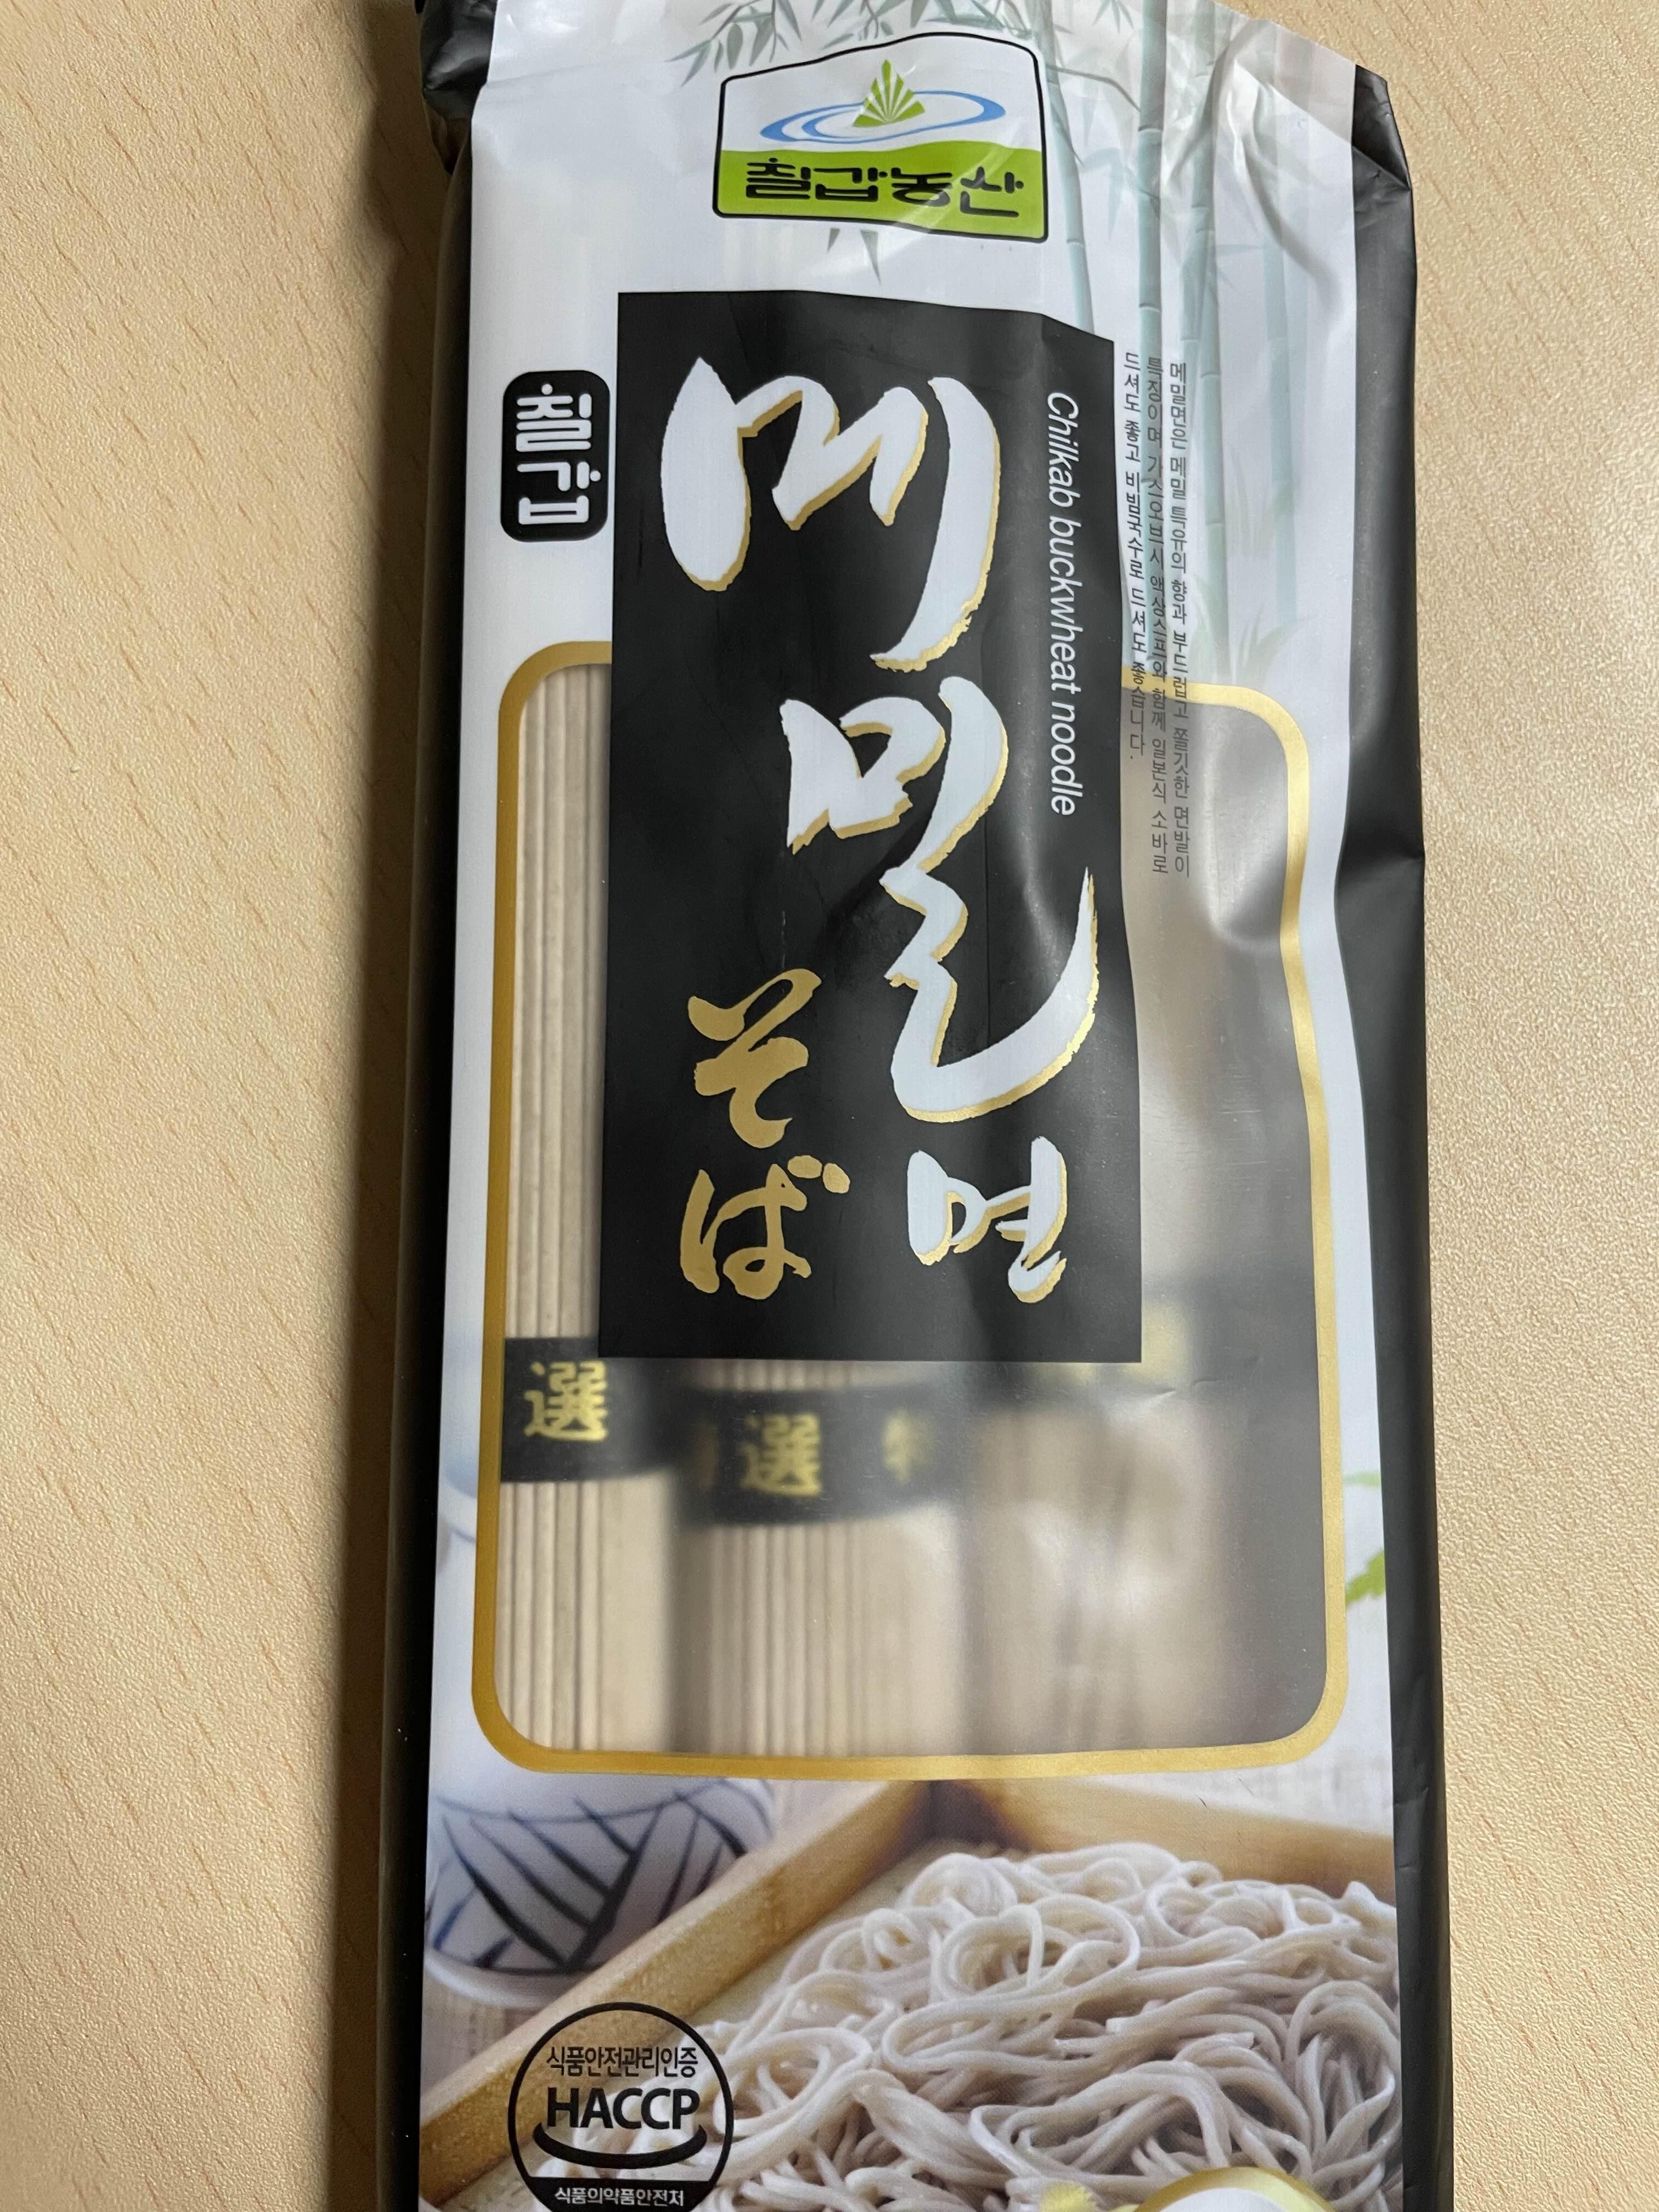 칠갑농산
칠갑
메밀면
そば
Chilkab buckwheat noodle
메밀면은 메밀 특유의 향과 부드럽고 쫄깃한 면발이
특징이며 가스오브시 액상스프와 함께 일본식 소바로
드셔도 좋고 비빔국수로 드셔도 좋습니다.
選
選
식품안전관리인증
HACCP
식품의약품안전처